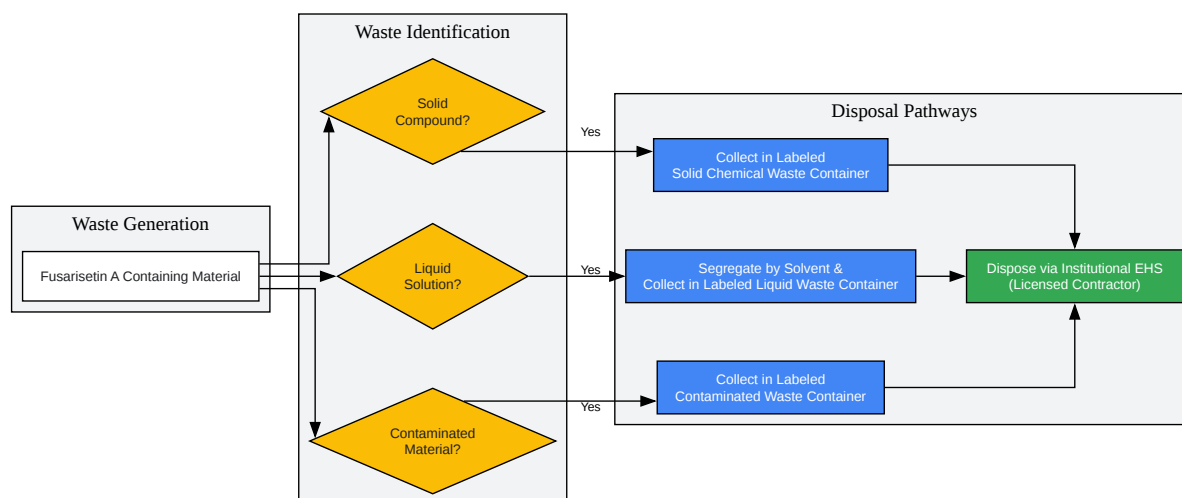 Waste Identification
Solid
Compound?
Yes
Disposal Pathways
Collect in Labeled
Solid Chemical Waste Container
Waste Generation
Fusarisetin A Containing Material
Liquid
Solution?
Yes
Segregate by Solvent &
Collect in Labeled Liquid Waste Container
Dispose via Institutional EHS
(Licensed Contractor)
Contaminated
Material?
Yes
Collect in Labeled
Contaminated Waste Container